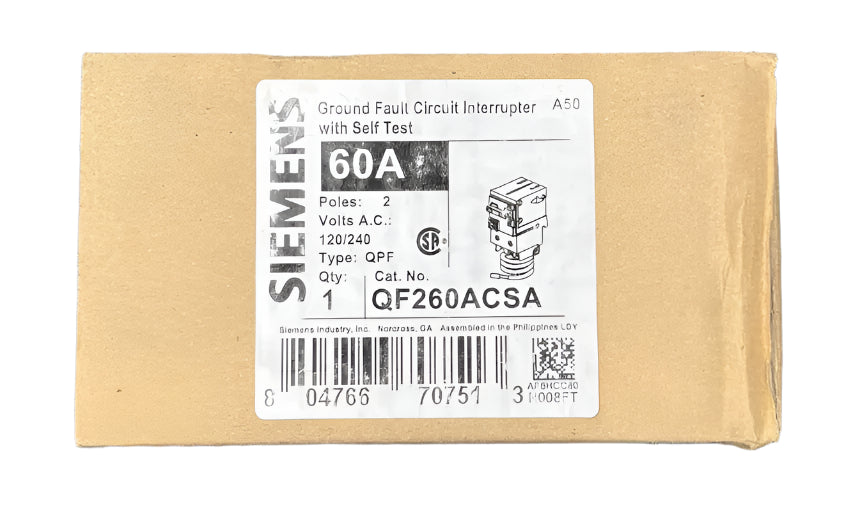 SIEMENS
Ground Fault Circuit Interrupter A50
with Self Test
60A
Poles: 2
Volts A.C.:
120/240
Type: QPF
Qty: Cat. No.
1 QF260ACSA
Siemens Industry, Inc. Norcross, GA Assembled in the Philippines LDY
8 04766 70751 3